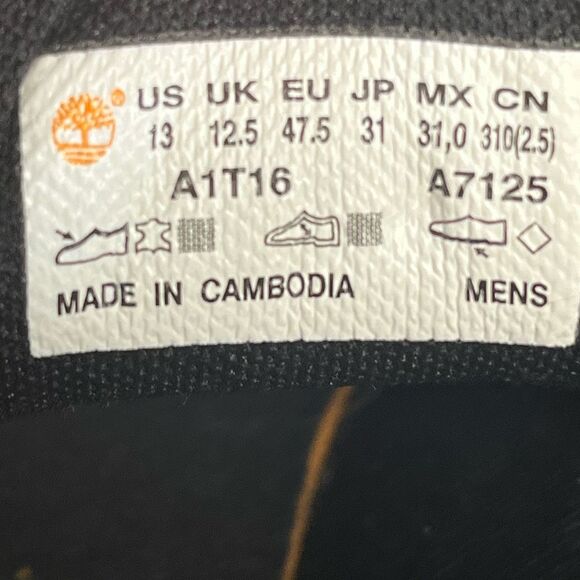 US UK EU JP MX CN
13 12.5 47.5 31 31,0 310(2.5)
A1T16 A7125
MADE IN CAMBODIA MENS